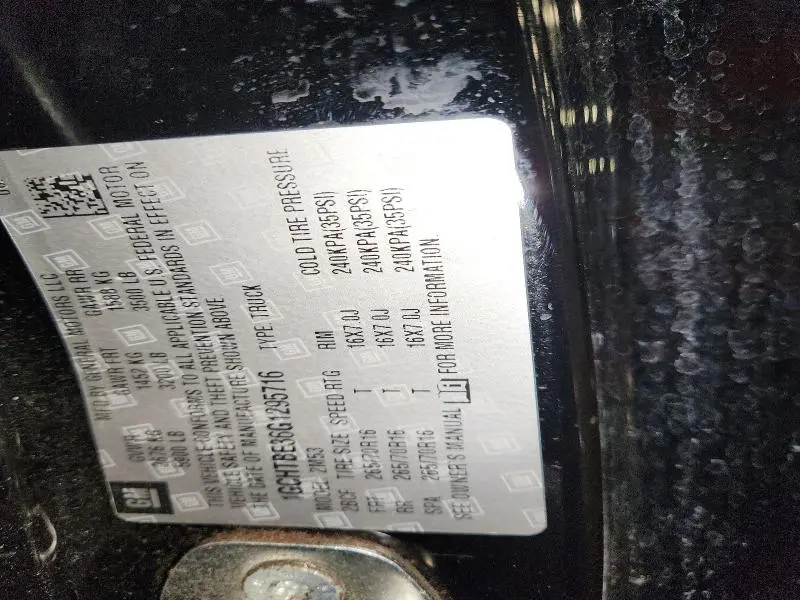 MFD BY GENERAL MOTORS LLC
GVWR GAWR FRT GAWR RR
2676 KG 1452 KG 1588 KG
5900 LB 3200 LB 3500 LB
THIS VEHICLE CONFORMS TO ALL APPLICABLE U.S. FEDERAL MOTOR
VEHICLE SAFETY AND THEFT PREVENTION STANDARDS IN EFFECT ON
THE DATE OF MANUFACTURE SHOWN ABOVE
1GCHTBE36G1295716 TYPE: TRUCK
MODEL:
2BCF TIRE SIZE SPEED RTG RIM COLD TIRE PRESSURE
FRT 265/70R16 T 16X7.0J 240KPA(35PSI)
RR 265/70R16 T 16X7.0J 240KPA(35PSI)
SPA 265/70R16 T 16X7.0J 240KPA(35PSI)
SEE OWNER'S MANUAL FOR MORE INFORMATION.
GM